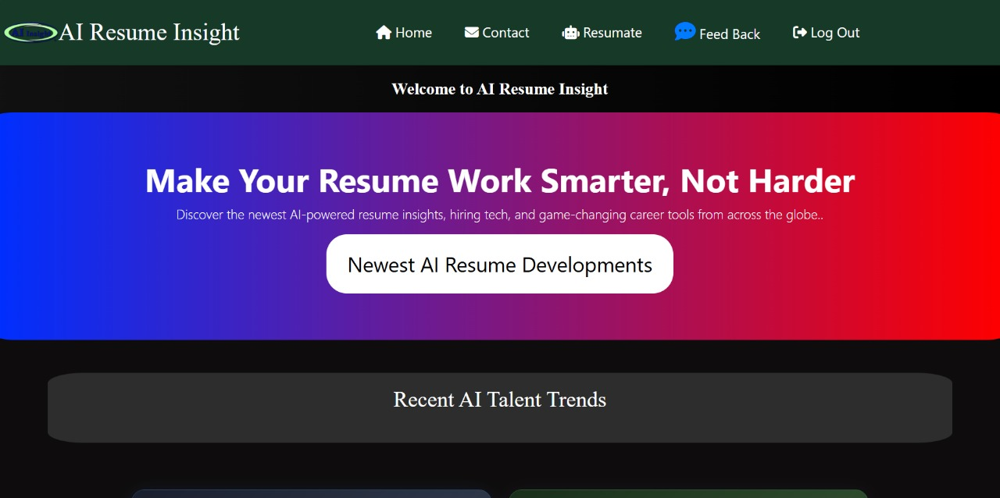 AI Resume Insight
Home
Contact
Resumate
Feed Back
Log Out
Welcome to AI Resume Insight
Make Your Resume Work Smarter, Not Harder
Discover the newest AI-powered resume insights, hiring tech, and game-changing career tools from across the globe..
Newest AI Resume Developments
Recent AI Talent Trends